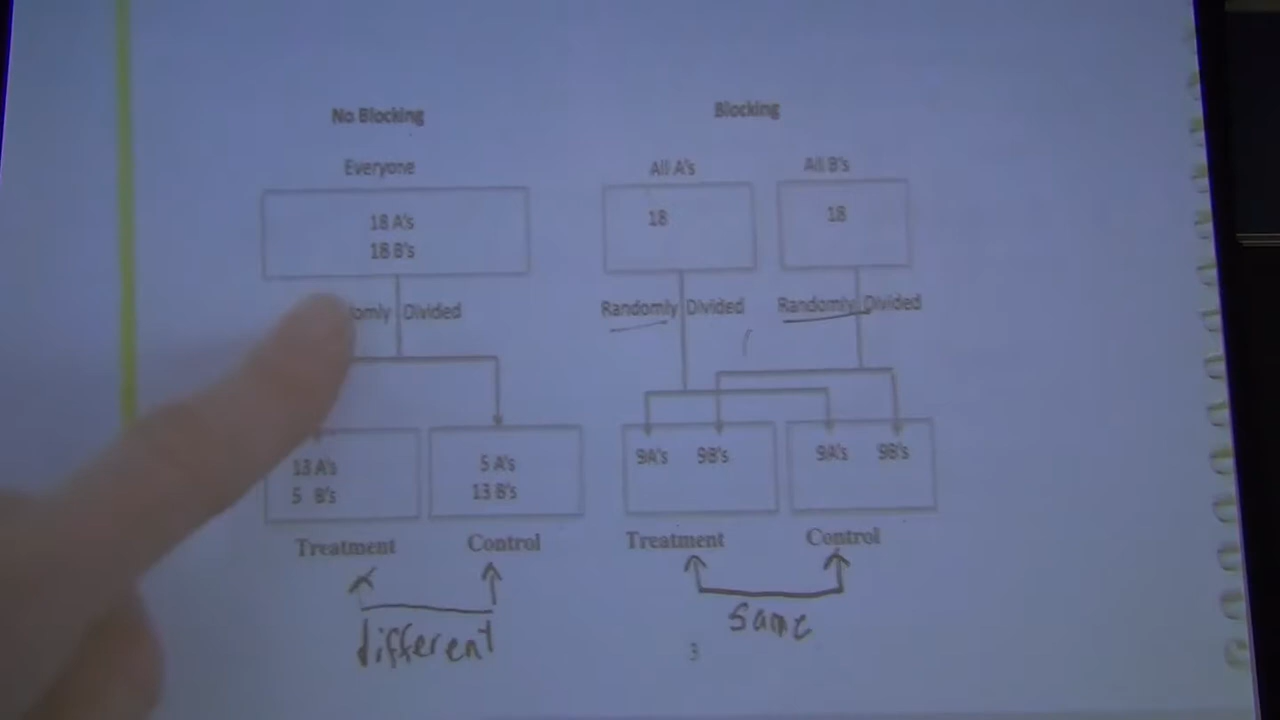 No Blocking
Everyone
18 A's
18 B's
Divided
13 A's
5 B's
Treatment
5 A's
13 B's
Control
different
Blocking
All A's
18
All B's
18
Randomly Divided
Randomly Divided
9A's 9B's
Treatment
9A's 9B's
Control
same
3